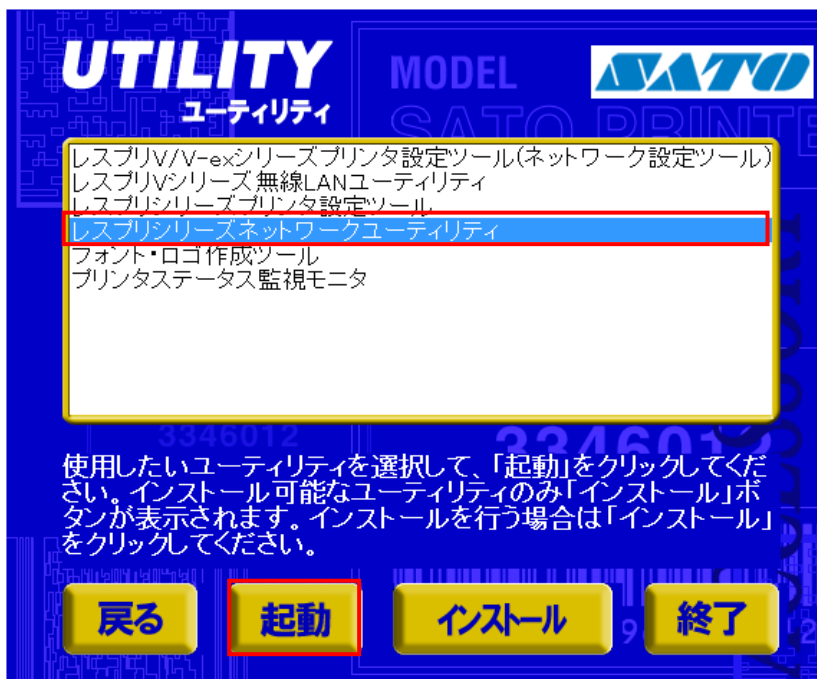 UTILITY
ユーティリティ
MODEL
SATO
SATO PRINTE
レスプリV/V-exシリーズプリンタ設定ツール(ネットワーク設定ツール)
レスプリVシリーズ 無線LANユーティリティ
レスプリシリーズプリンタ設定ツール
レスプリシリーズネットワークユーティリティ
フォント・ロゴ作成ツール
プリンタステータス監視モニタ
3346012
3346012
使用したいユーティリティを選択して、「起動」をクリックしてくだ
さい。インストール可能なユーティリティのみ「インストール」ボ
タンが表示されます。インストールを行う場合は「インストール」
をクリックしてください。
戻る
起動
インストール
終了